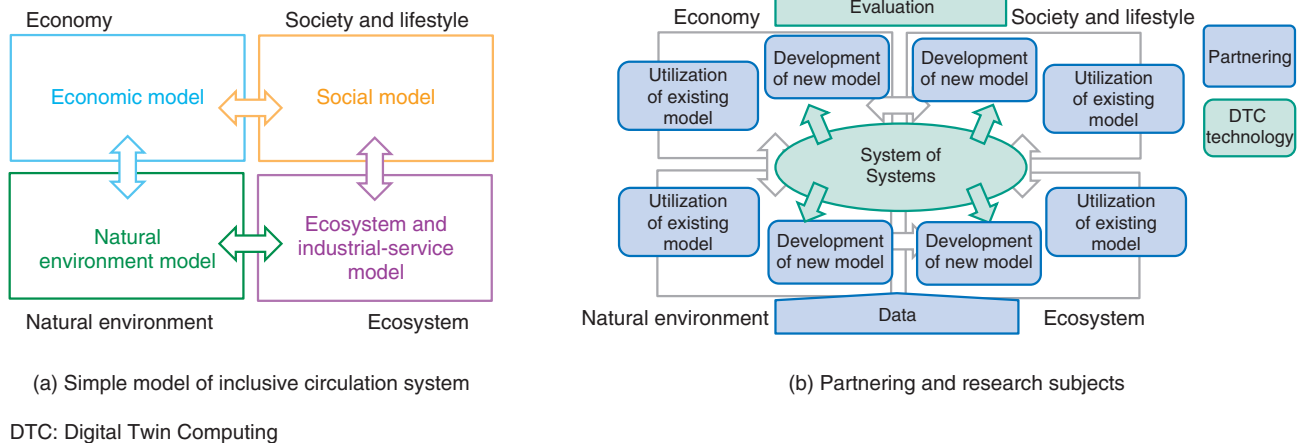 Economy
Society and lifestyle
Economic model
Social model
Natural
environment model
Ecosystem and
industrial-service
model
Natural environment
Ecosystem
(a) Simple model of inclusive circulation system
DTC: Digital Twin Computing
Economy
Evaluation
Society and lifestyle
Utilization
of existing
model
Development
of new model
Development
of new model
Utilization
of existing
model
System of
Systems
Utilization
of existing
model
Development
of new model
Development
of new model
Utilization
of existing
model
Natural environment
Data
Ecosystem
Partnering
DTC
technology
(b) Partnering and research subjects